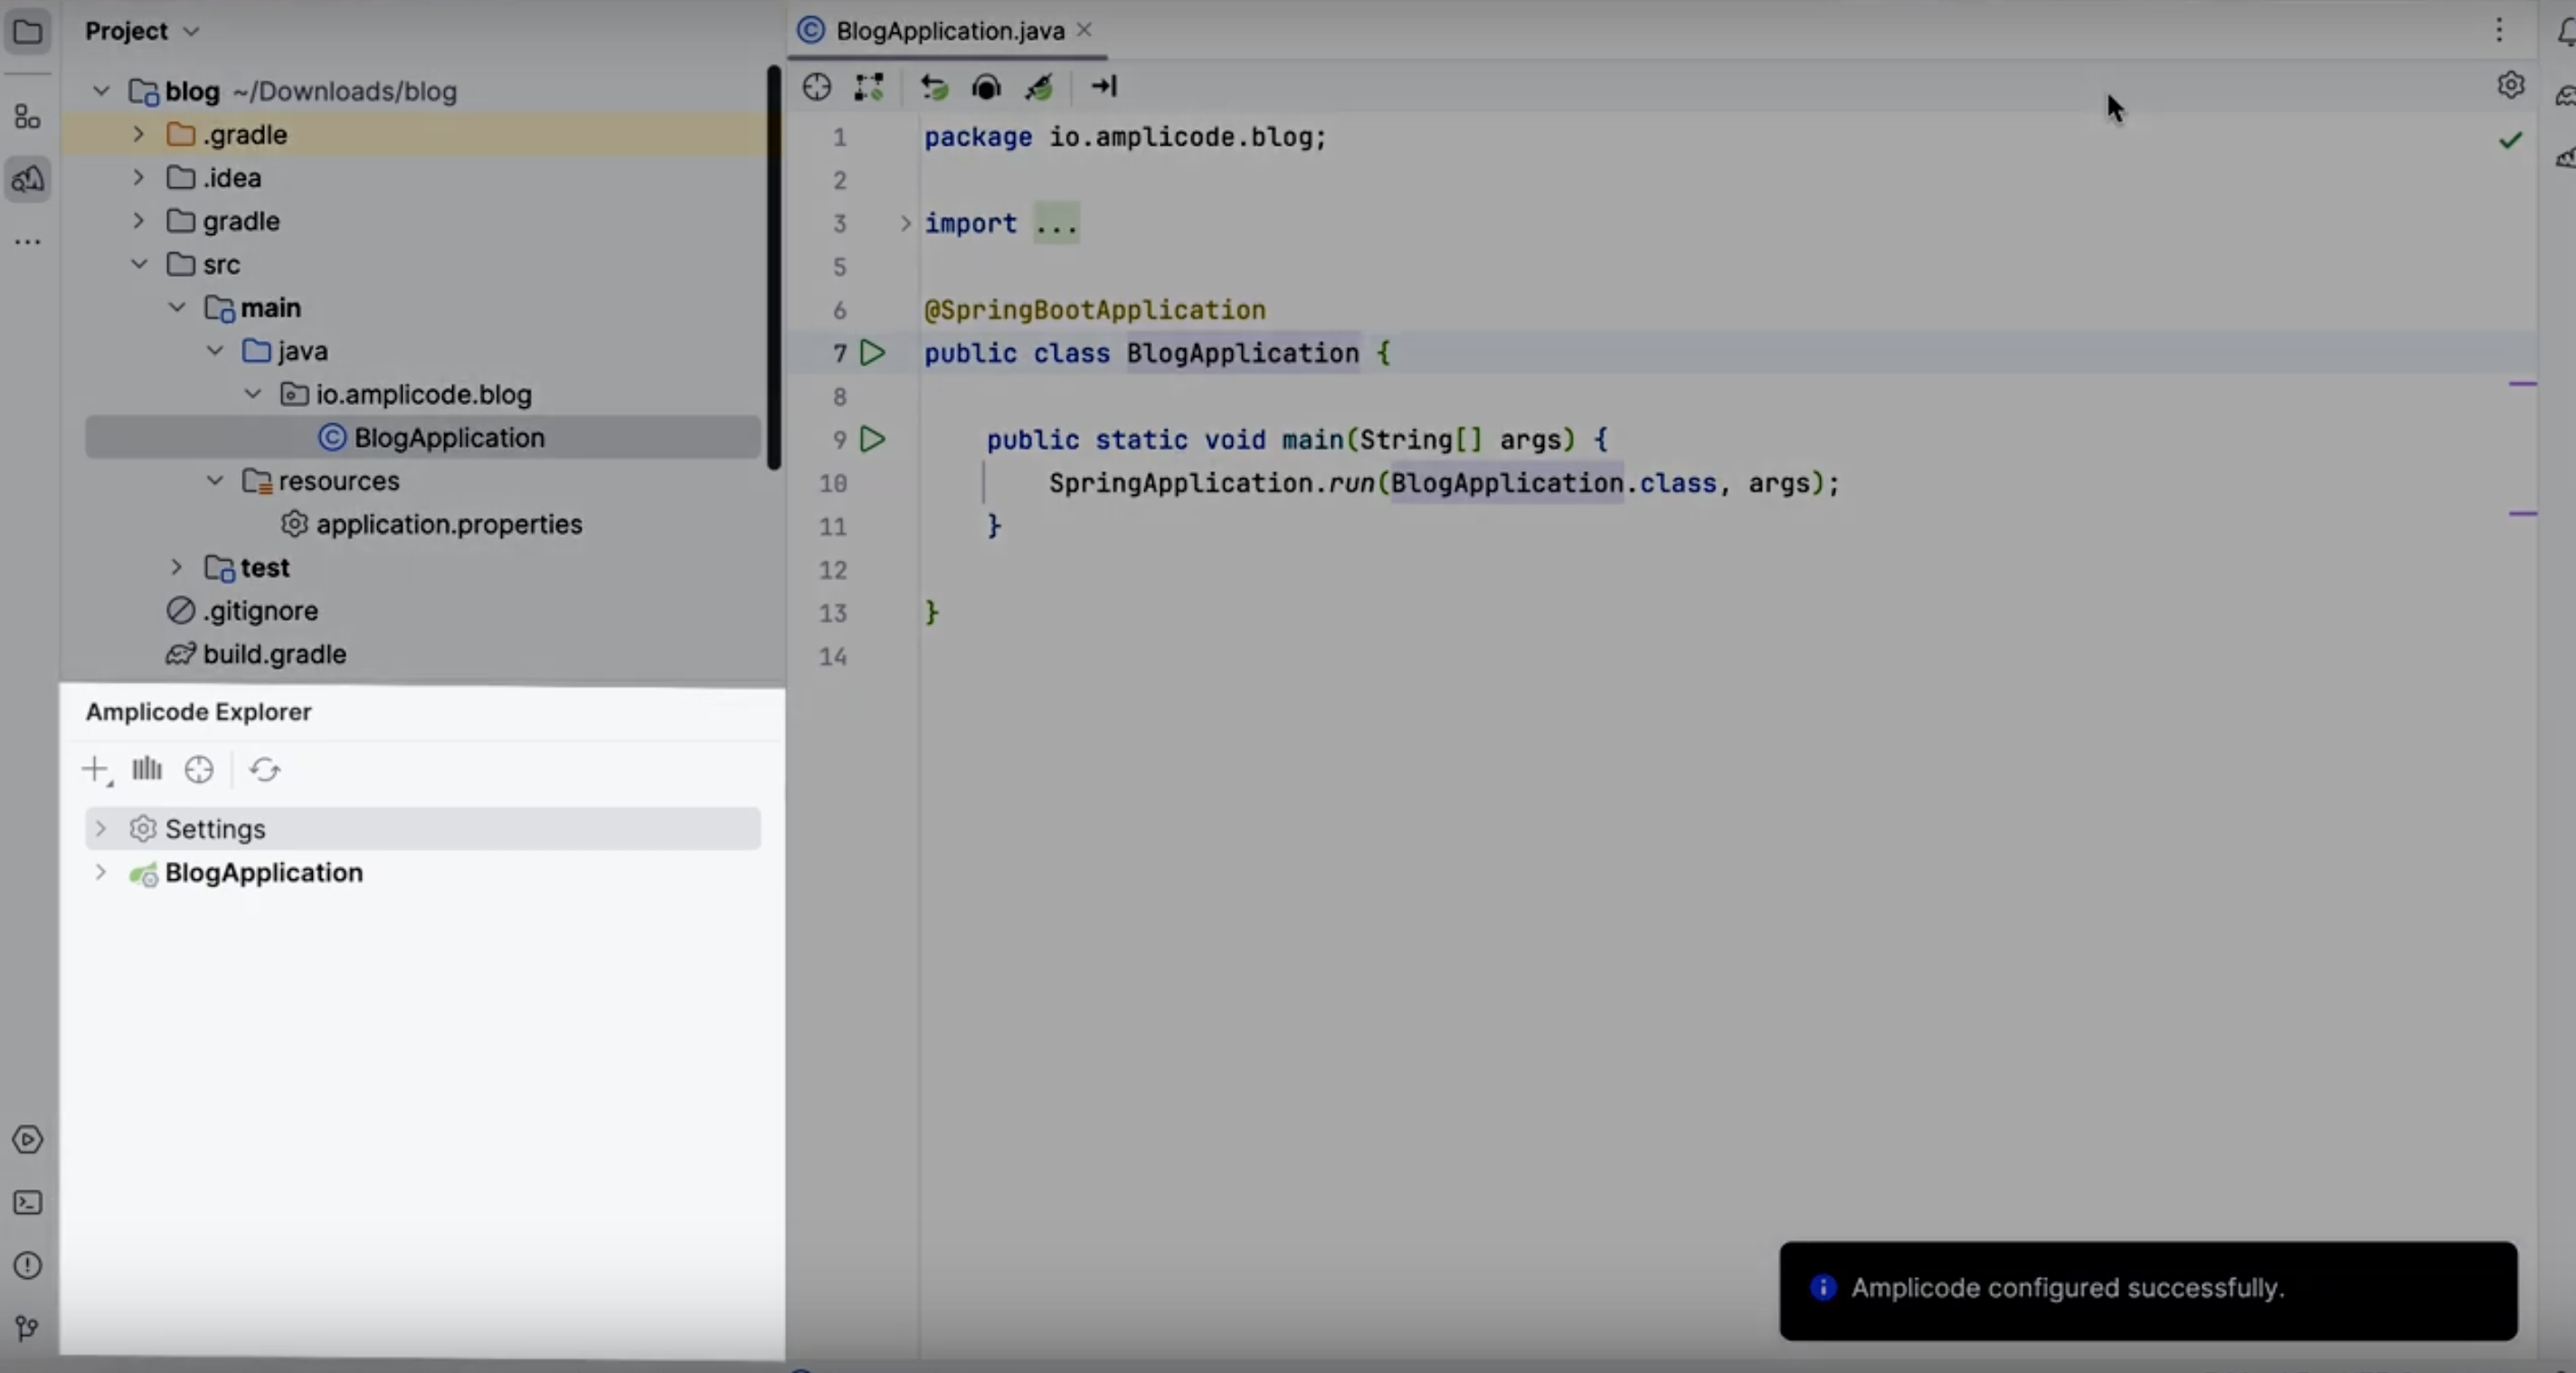 Project
blog ~/Downloads/blog
.gradle
.idea
gradle
src
main
java
io.amplicode.blog
BlogApplication
resources
application.properties
test
.gitignore
build.gradle
Amplicode Explorer
Settings
BlogApplication
BlogApplication.java
1 package io.amplicode.blog;
2
3 import ...
5
6 @SpringBootApplication
7 public class BlogApplication {
8
9 public static void main(String[] args) {
10 SpringApplication.run(BlogApplication.class, args);
11 }
12
13 }
14
Amplicode configured successfully.